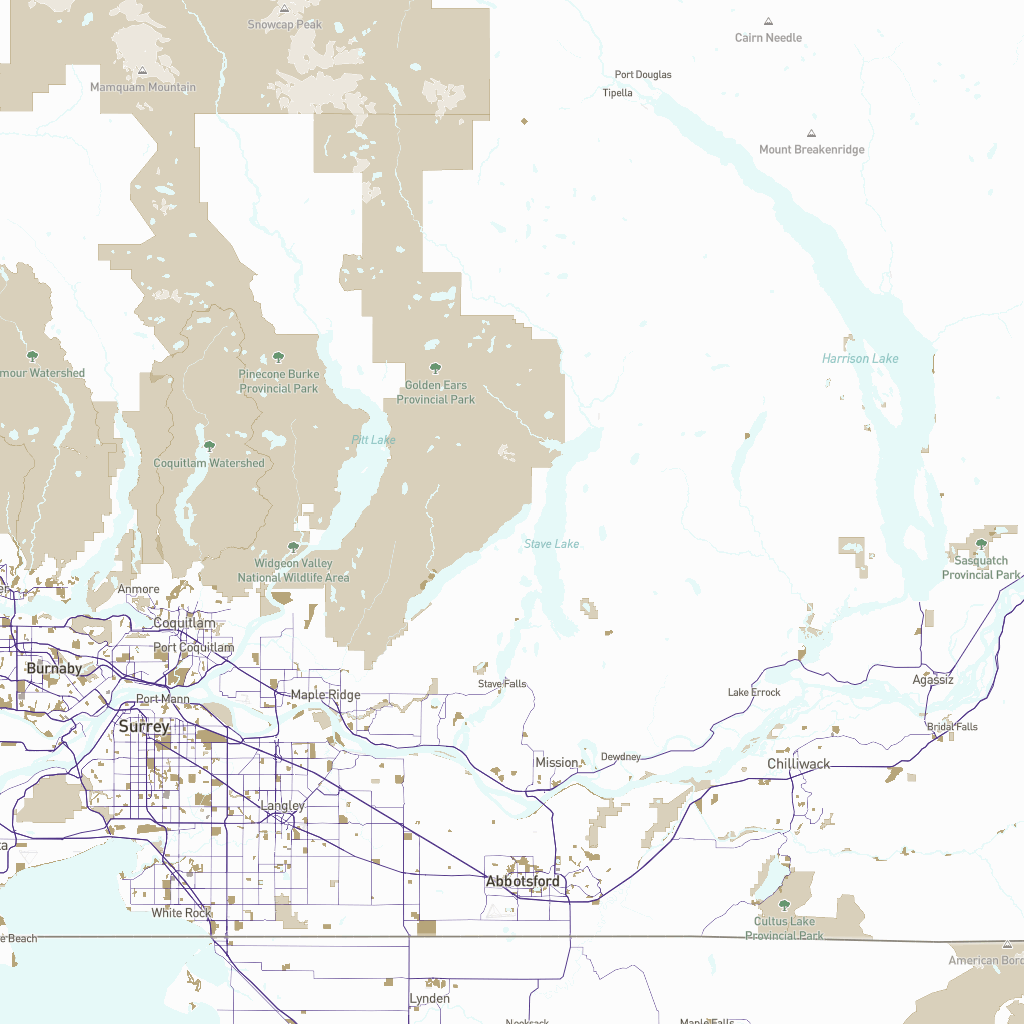 Snowcap Peak
Cairn Needle
Port Douglas
Mamquam Mountain
Tipella
Mount Breakenridge
Harrison Lake
mour Watershed
Pinecone Burke
Provincial Park
Golden Ears
Provincial Park
Pitt Lake
Coquitlam Watershed
Stave Lake
Widgeon Valley
National Wildlife Area
Sasquatch
Provincial Park
er
Anmore
Coquitlam
Port Coquitlam
Burnaby
Agassiz
Stave Falls
Lake Errock
Port Mann
Maple Ridge
Surrey
Bridal Falls
Dewdney
Mission
Chilliwack
Langley
ta
Abbotsford
White Rock
Cultus Lake
Provincial Park
e Beach
American Bord
Lynden
Nooksack
Maple Falls